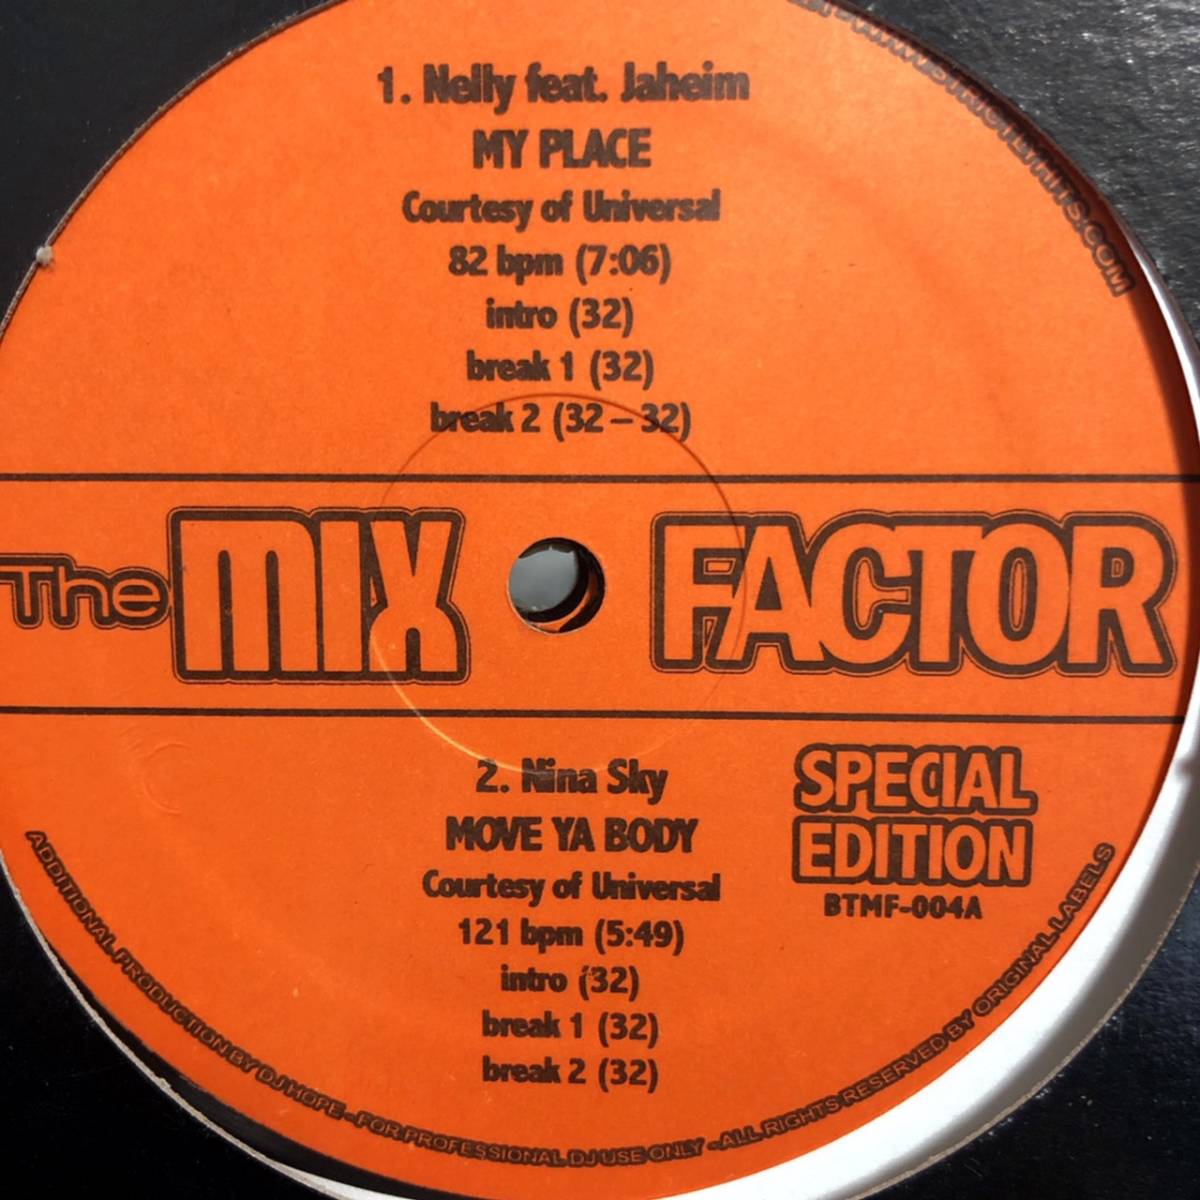 1. Nelly feat. Jaheim
MY PLACE
Courtesy of Universal
82 bpm (7:06)
intro (32)
break 1 (32)
break 2 (32 – 32)
The MIX FACTOR
2. Nina Sky
MOVE YA BODY
Courtesy of Universal
121 bpm (5:49)
intro (32)
break 1 (32)
break 2 (32)
SPECIAL
EDITION
BTMF-004A
ADDITIONAL PRODUCTION BY DJ HOPE - FOR PROFESSIONAL DJ USE ONLY - ALL RIGHTS RESERVED BY ORIGINAL LABELS